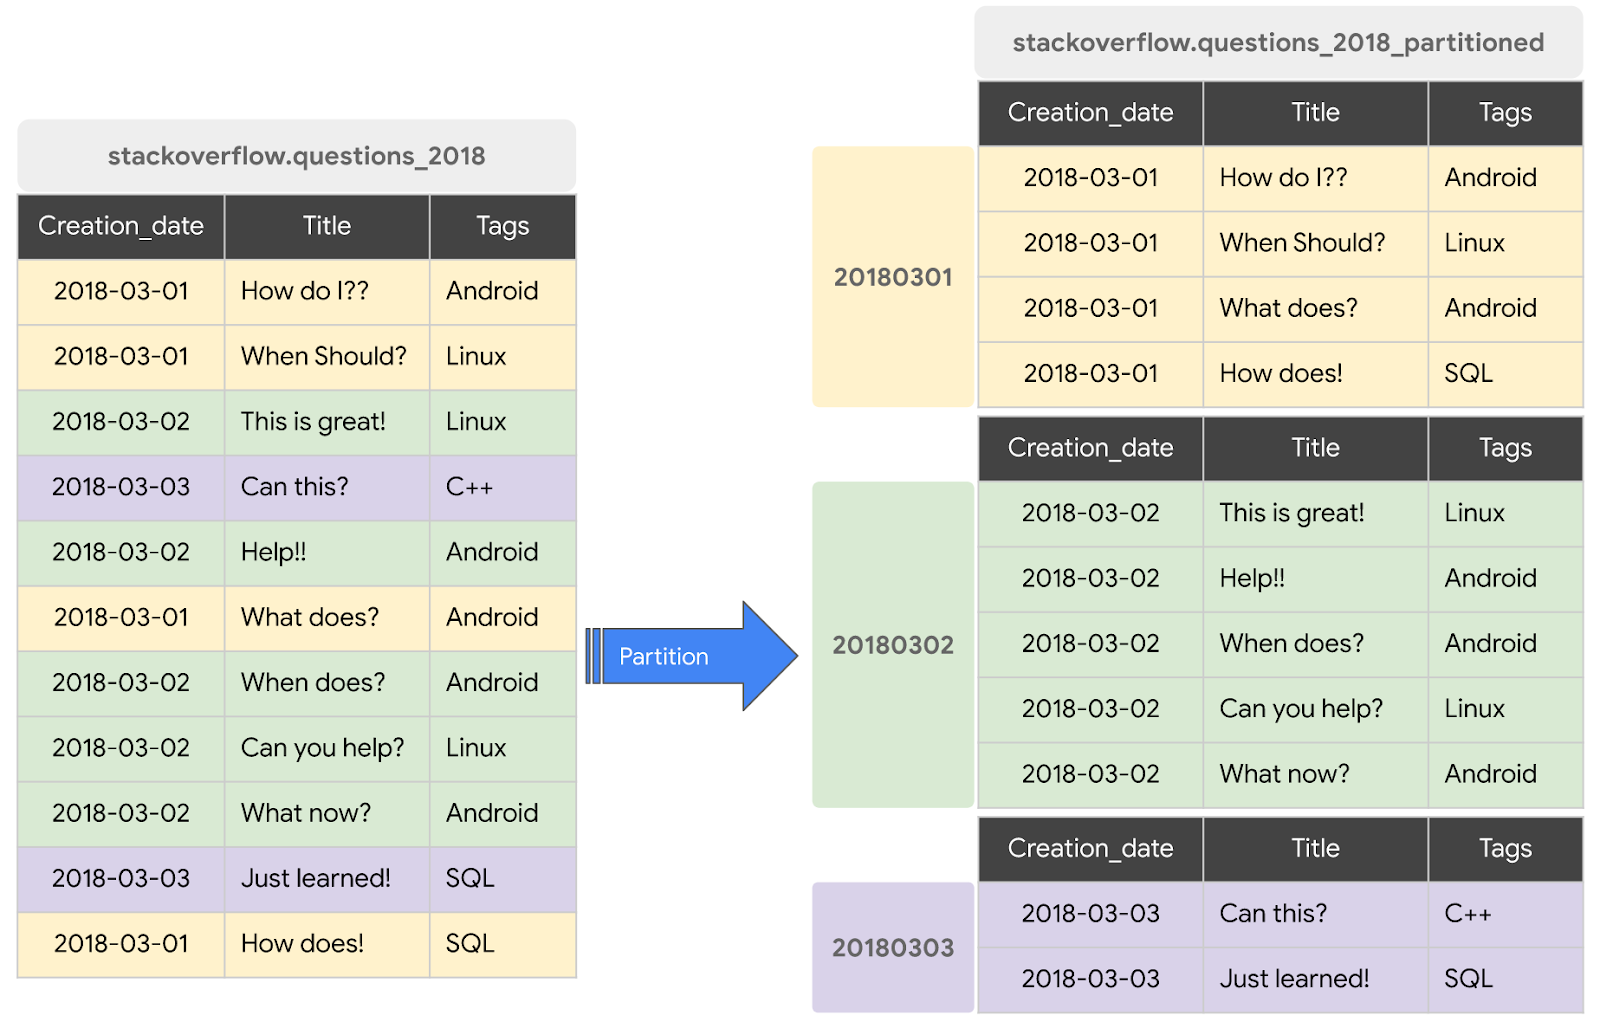 stackoverflow.questions_2018
Creation_date Title Tags
2018-03-01 How do I?? Android
2018-03-01 When Should? Linux
2018-03-02 This is great! Linux
2018-03-03 Can this? C++
2018-03-02 Help!! Android
2018-03-01 What does? Android
2018-03-02 When does? Android
2018-03-02 Can you help? Linux
2018-03-02 What now? Android
2018-03-03 Just learned! SQL
2018-03-01 How does! SQL
Partition
stackoverflow.questions_2018_partitioned
Creation_date Title Tags
20180301
2018-03-01 How do I?? Android
2018-03-01 When Should? Linux
2018-03-01 What does? Android
2018-03-01 How does! SQL
Creation_date Title Tags
20180302
2018-03-02 This is great! Linux
2018-03-02 Help!! Android
2018-03-02 When does? Android
2018-03-02 Can you help? Linux
2018-03-02 What now? Android
Creation_date Title Tags
20180303
2018-03-03 Can this? C++
2018-03-03 Just learned! SQL